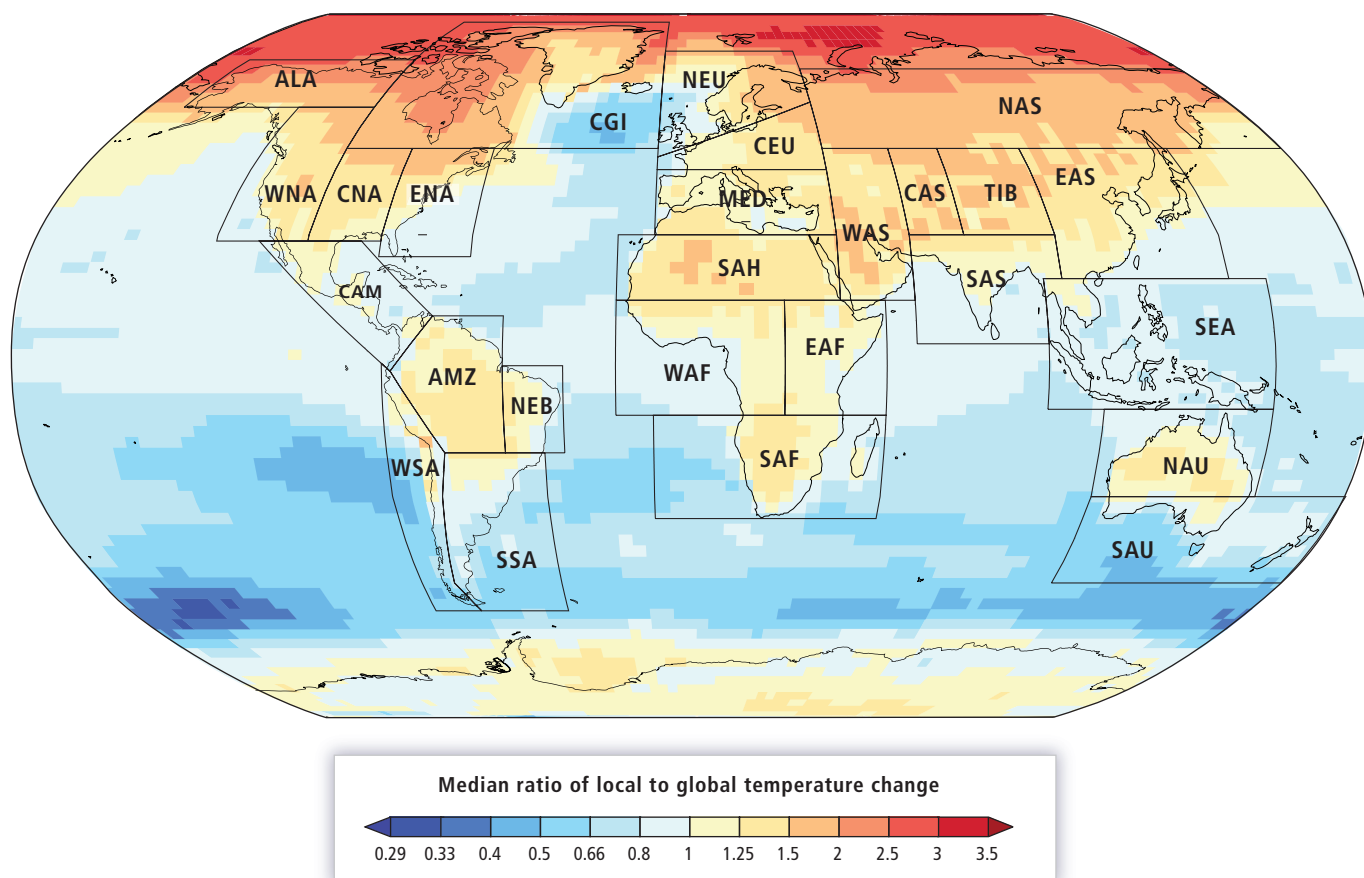 ALA
NEU
NAS
CGI
CEU
WNA
CNA
ENA
MED
WAS
CAS
TIB
EAS
SAH
SAS
CAM
SEA
AMZ
NEB
WAF
EAF
WSA
SAF
NAU
SSA
SAU
Median ratio of local to global temperature change
0.29 0.33 0.4 0.5 0.66 0.8 1 1.25 1.5 2 2.5 3 3.5